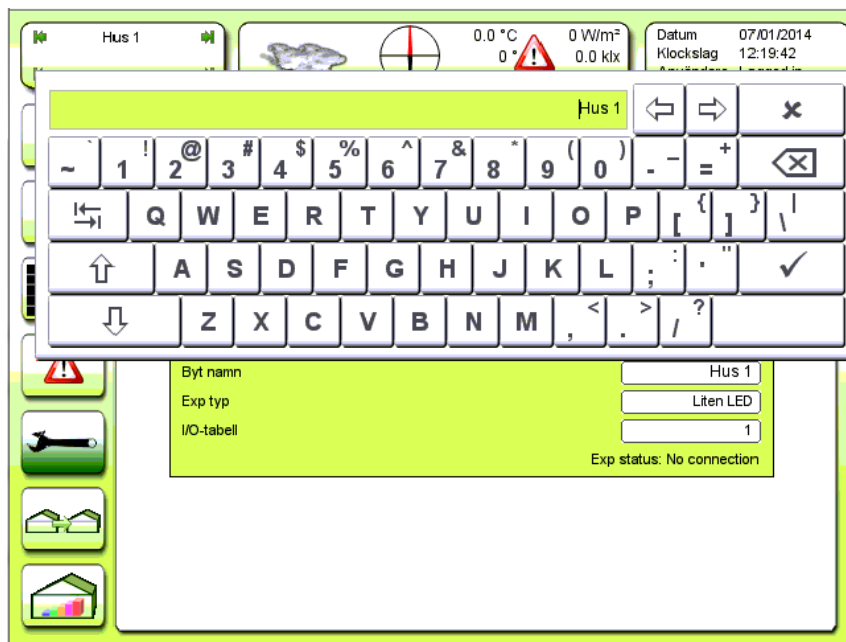 Hus 1
0.0 °C
0 W/m²
0 °
0.0 klx
Datum 07/01/2014
Klockslag 12:19:42
Hus 1
~ ` 1 ! 2 @ 3 # 4 $ 5 % 6 ^ 7 & 8 * 9 ( 0 ) - _ = +
Q W E R T Y U I O P [ { ] } \ |
A S D F G H J K L ; : ' "
Z X C V B N M , < . > / ?
Byt namn Hus 1
Exp typ Liten LED
I/O-tabell 1
Exp status: No connection